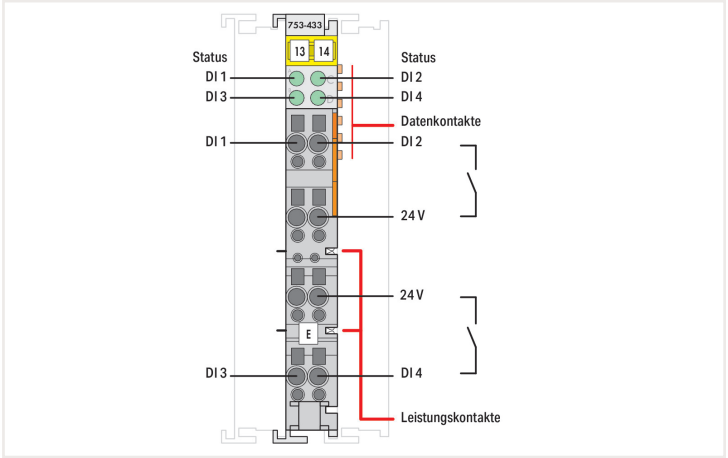 753-433
13 14
Status Status
DI 1 DI 2
DI 3 DI 4
Datenkontakte
DI 1 DI 2
24 V
24 V
E
DI 3 DI 4
Leistungskontakte